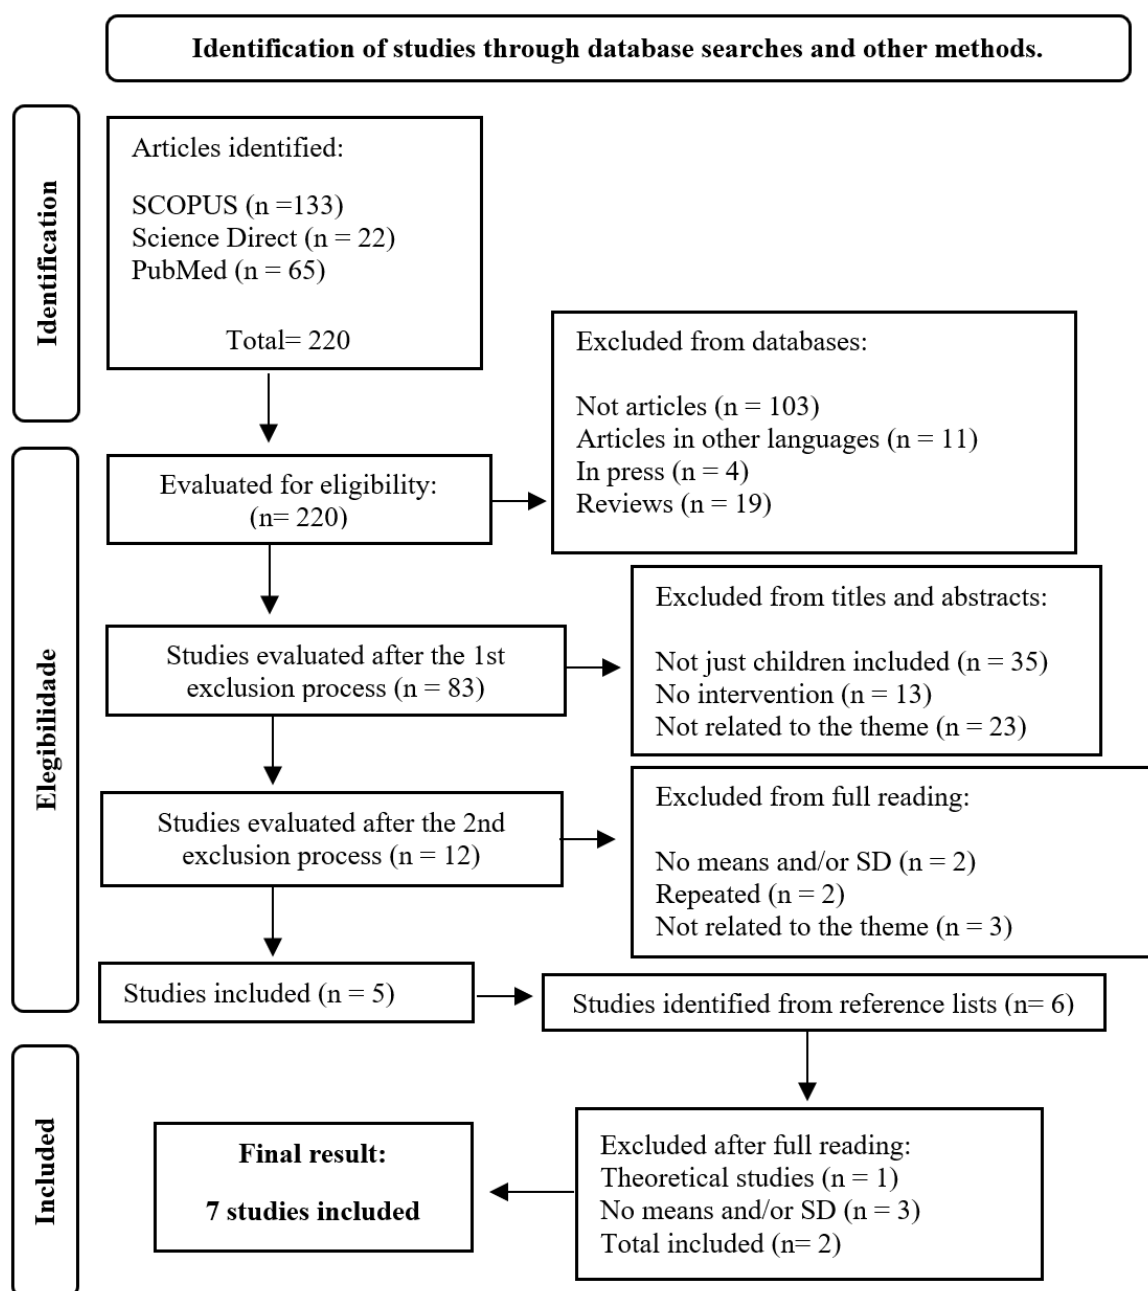 Identification of studies through database searches and other methods.
Identification
Articles identified:
SCOPUS (n =133)
Science Direct (n = 22)
PubMed (n = 65)
Total= 220
Excluded from databases:
Not articles (n = 103)
Articles in other languages (n = 11)
In press (n = 4)
Reviews (n = 19)
Elegibilidade
Evaluated for eligibility:
(n= 220)
Excluded from titles and abstracts:
Not just children included (n = 35)
No intervention (n = 13)
Not related to the theme (n = 23)
Studies evaluated after the 1st
exclusion process (n = 83)
Excluded from full reading:
No means and/or SD (n = 2)
Repeated (n = 2)
Not related to the theme (n = 3)
Studies evaluated after the 2nd
exclusion process (n = 12)
Studies included (n = 5)
Studies identified from reference lists (n= 6)
Included
Final result:
7 studies included
Excluded after full reading:
Theoretical studies (n = 1)
No means and/or SD (n = 3)
Total included (n= 2)